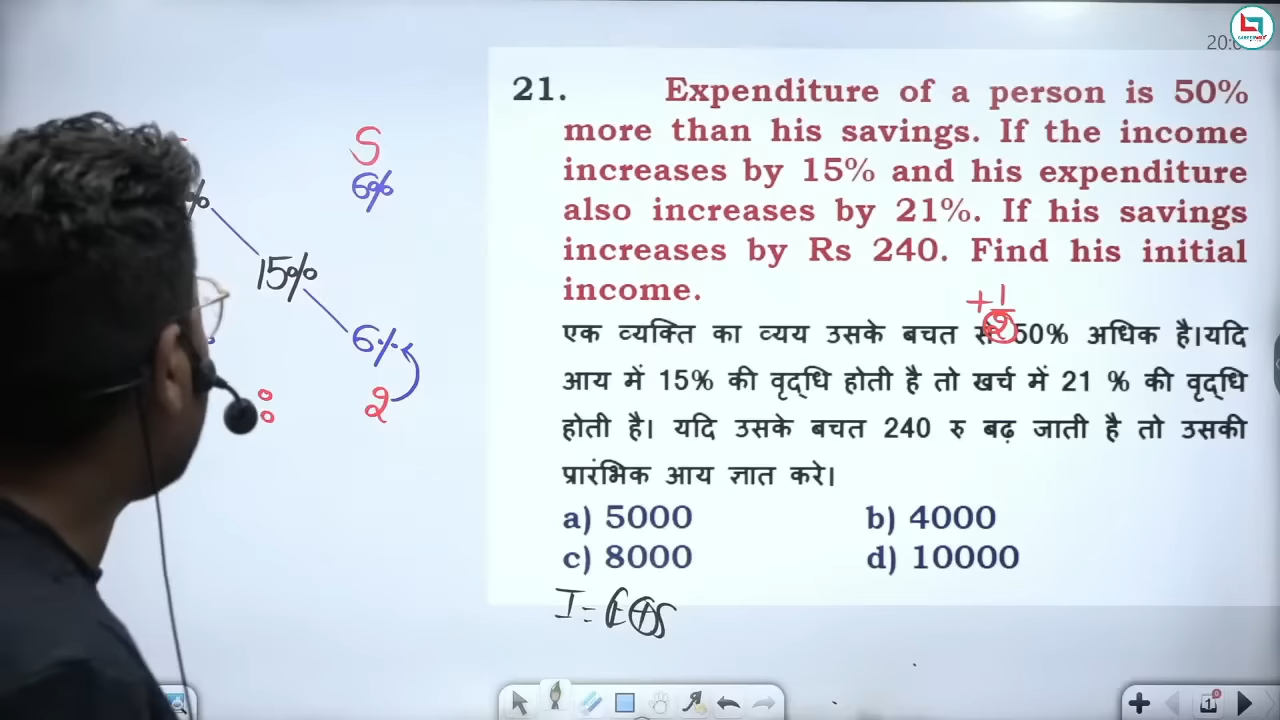 S
6%
%
15%
6%
2
21. Expenditure of a person is 50%
more than his savings. If the income
increases by 15% and his expenditure
also increases by 21%. If his savings
increases by Rs 240. Find his initial
income.
+1
2
एक व्यक्ति का व्यय उसके बचत से 50% अधिक है।यदि
आय में 15% की वृद्धि होती है तो खर्च में 21 % की वृद्धि
होती है। यदि उसके बचत 240 रु बढ़ जाती है तो उसकी
प्रारंभिक आय ज्ञात करे।
a) 5000 b) 4000
c) 8000 d) 10000
I = E+S